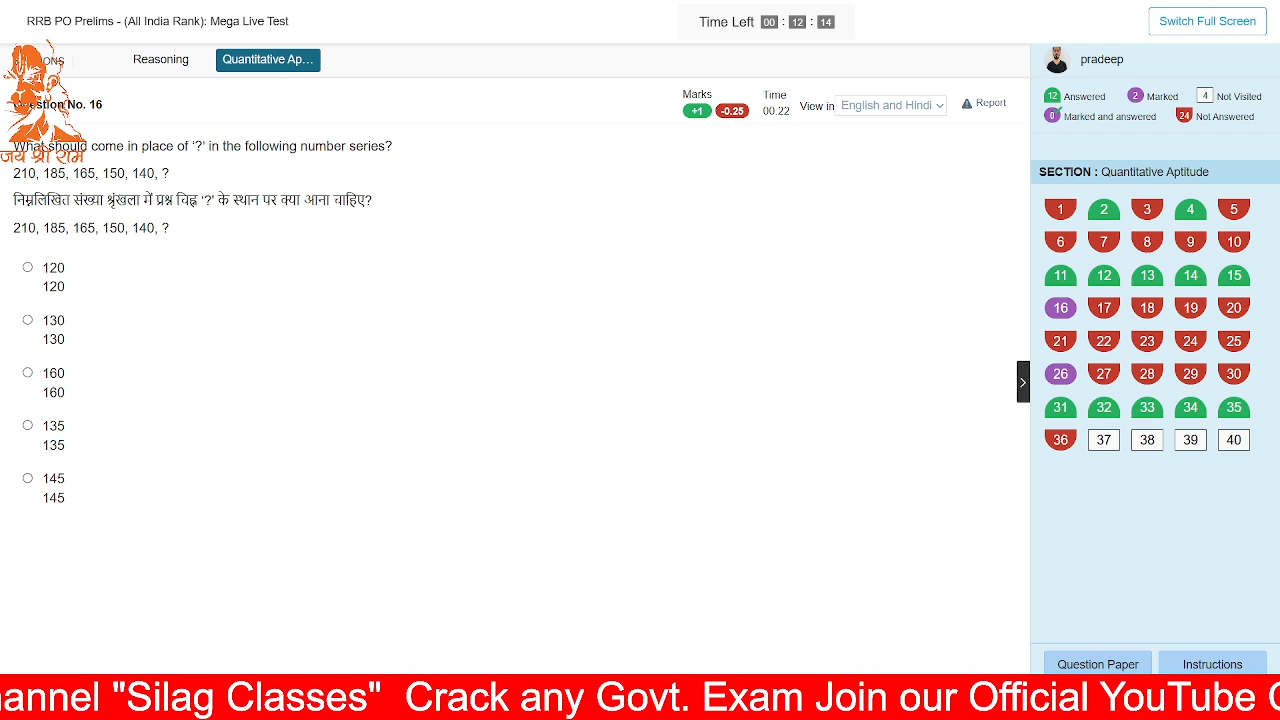 RRB PO Prelims - (All India Rank): Mega Live Test
Time Left 00 : 12 : 14
Switch Full Screen
Reasoning
Quantitative Ap...
pradeep
जय श्री राम
Question No. 16
Marks
+1 -0.25
Time
00.22
View in English and Hindi
Report
12 Answered
2 Marked
4 Not Visited
0 Marked and answered
24 Not Answered
What should come in place of ‘?’ in the following number series?
210, 185, 165, 150, 140, ?
निम्नलिखित संख्या श्रृंखला में प्रश्न चिह्न ‘?’ के स्थान पर क्या आना चाहिए?
210, 185, 165, 150, 140, ?
120
120
130
130
160
160
135
135
145
145
SECTION : Quantitative Aptitude
1 2 3 4 5
6 7 8 9 10
11 12 13 14 15
16 17 18 19 20
21 22 23 24 25
26 27 28 29 30
31 32 33 34 35
36 37 38 39 40
Question Paper
Instructions
annel "Silag Classes" Crack any Govt. Exam Join our Official YouTube